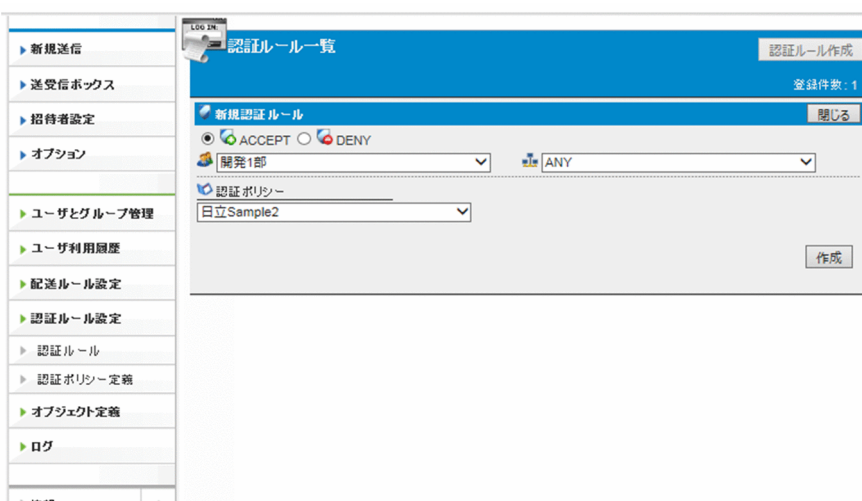 新規送信
送受信ボックス
招待者設定
オプション
ユーザとグループ管理
ユーザ利用履歴
配送ルール設定
認証ルール設定
認証ルール
認証ポリシー定義
オブジェクト定義
ログ
LOG IN:
認証ルール一覧
認証ルール作成
登録件数:1
新規認証ルール
閉じる
ACCEPT DENY
開発1部 ANY
認証ポリシー
日立Sample2
作成